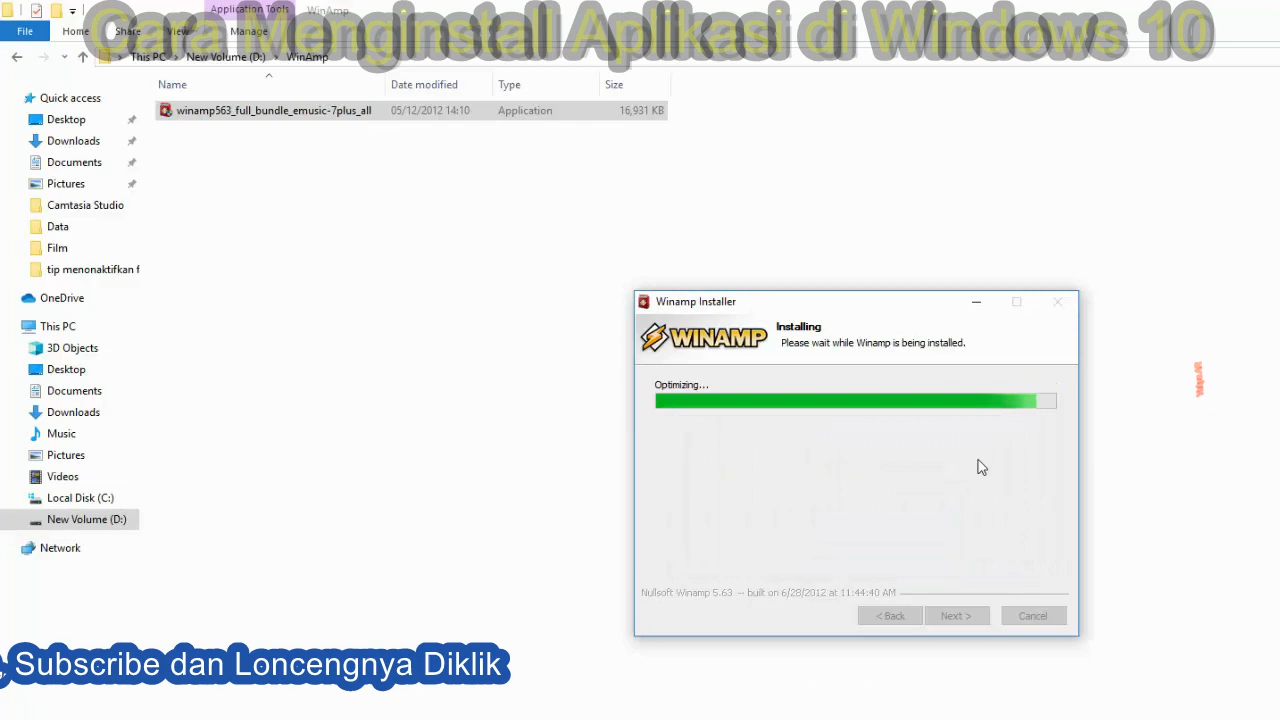 Application Tools WinAmp
File Home Share View Manage
Cara Menginstall Aplikasi di Windows 10
This PC New Volume (D:) WinAmp
Name Date modified Type Size
winamp563_full_bundle_emusic-7plus_all 05/12/2012 14:10 Application 16,931 KB
Quick access
Desktop
Downloads
Documents
Pictures
Camtasia Studio
Data
Film
tip menonaktifkan f
OneDrive
This PC
3D Objects
Desktop
Documents
Downloads
Music
Pictures
Videos
Local Disk (C:)
New Volume (D:)
Network
Winamp Installer
WINAMP
Installing
Please wait while Winamp is being installed.
Optimizing...
Nullsoft Winamp 5.63 -- built on 6/28/2012 at 11:44:40 AM
< Back Next > Cancel
, Subscribe dan Loncengnya Diklik